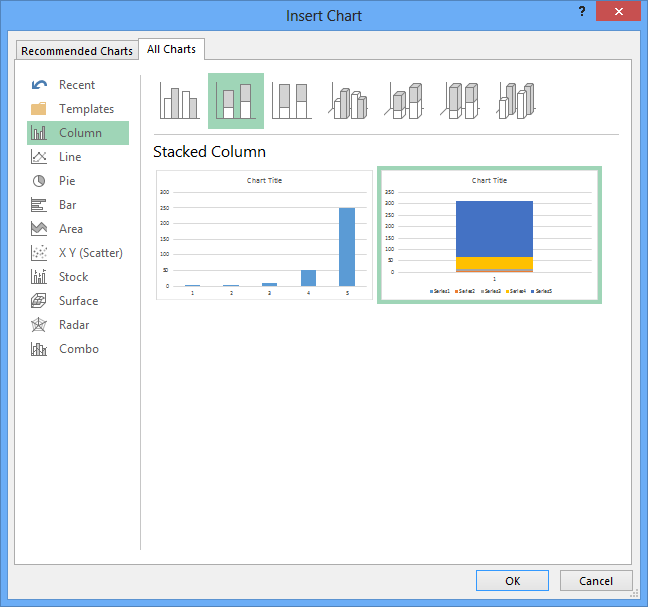 Insert Chart
?
Recommended Charts
All Charts
Recent
Templates
Column
Line
Pie
Bar
Area
X Y (Scatter)
Stock
Surface
Radar
Combo
Stacked Column
Chart Title
300
250
200
150
100
50
0
1 2 3 4 5
Chart Title
350
300
250
200
150
100
50
0
1
Series1 Series2 Series3 Series4 Series5
OK Cancel